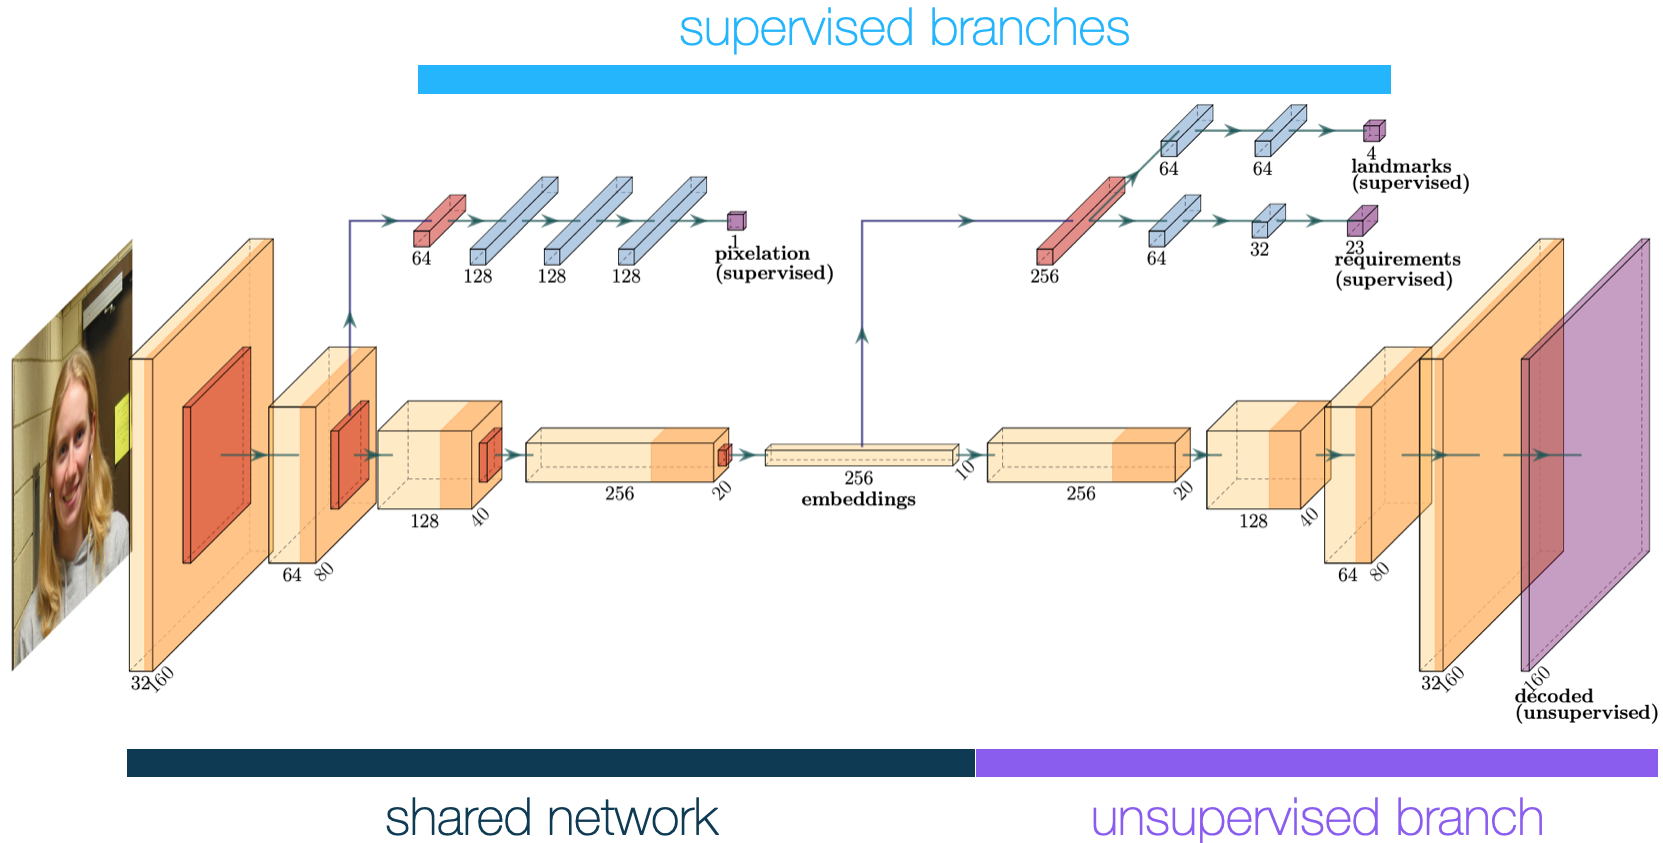 supervised branches
64
64
4
landmarks
(supervised)
64
128
128
128
1
pixelation
(supervised)
256
64
32
23
requirements
(supervised)
32
160
64
80
128
40
256
20
256
embeddings
10
256
20
128
40
64
80
32
160
160
decoded
(unsupervised)
shared network
unsupervised branch